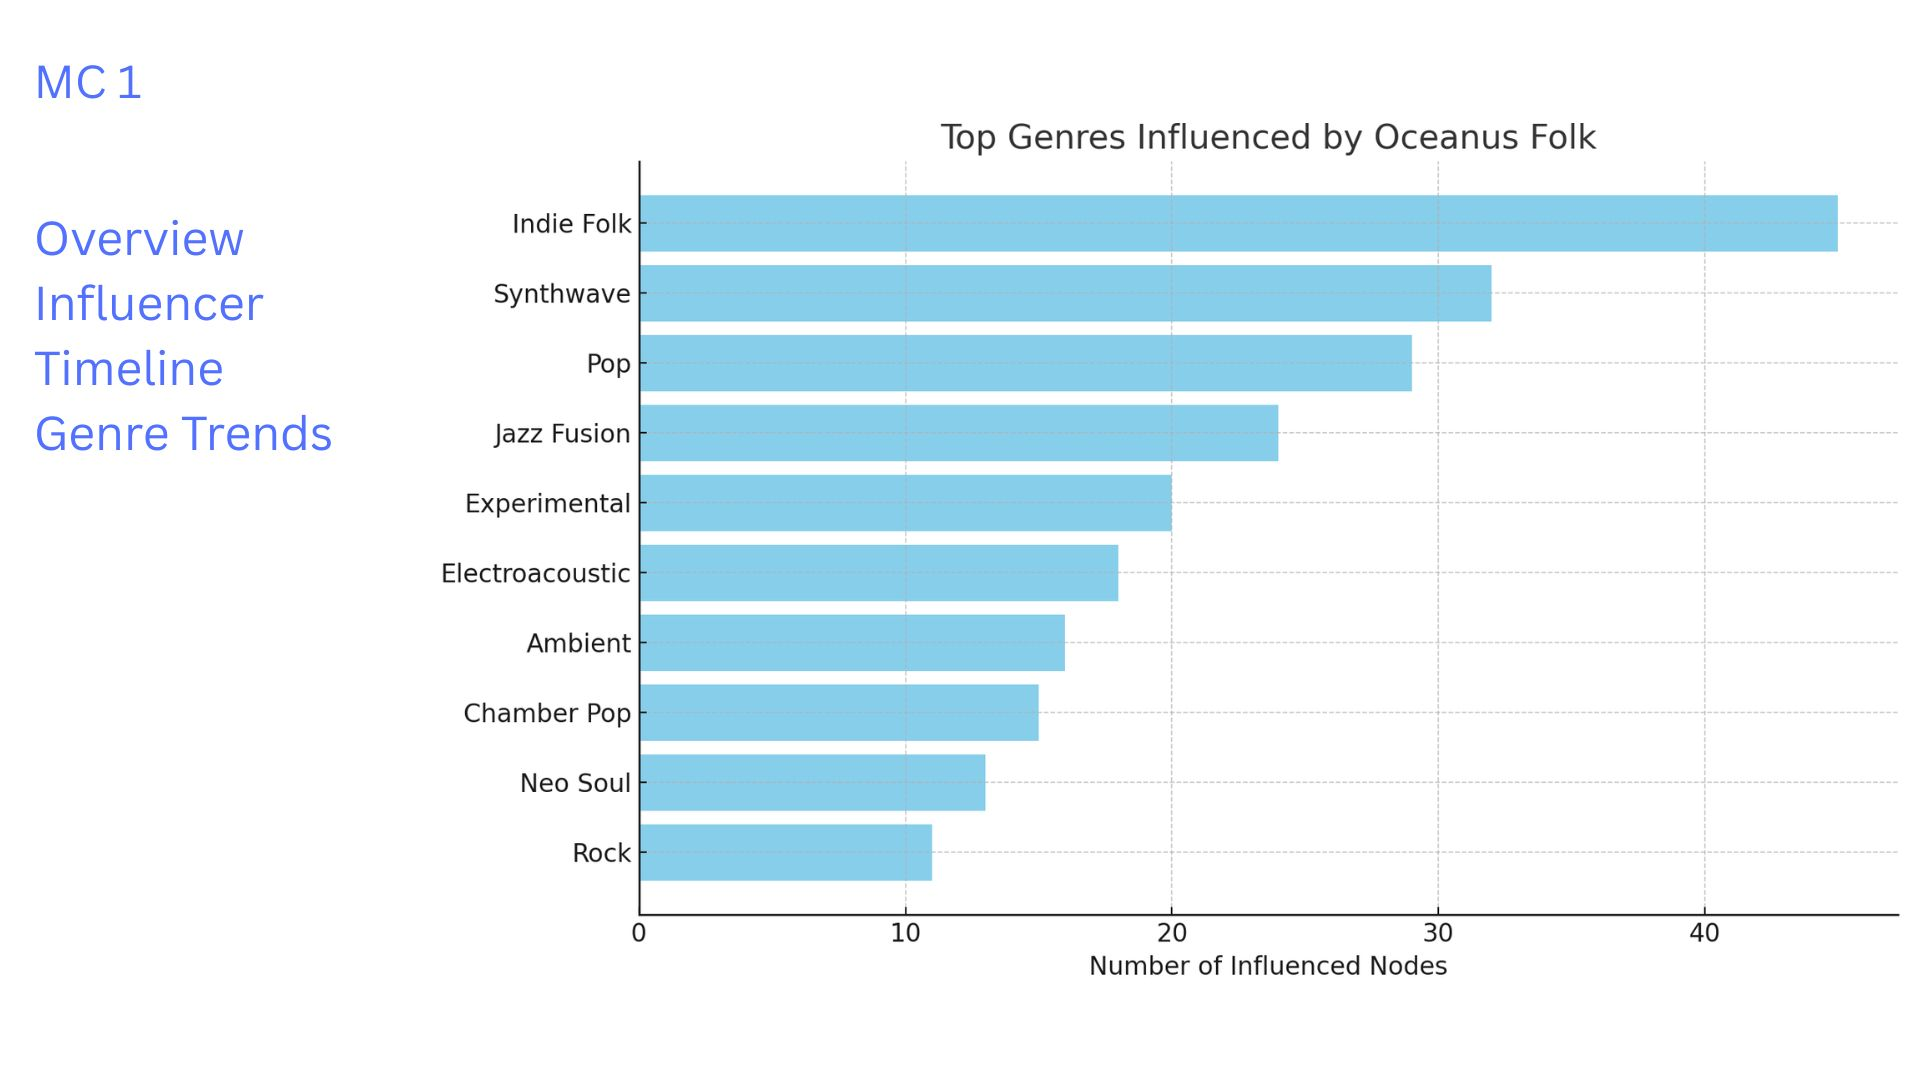 MC 1
Overview
Influencer
Timeline
Genre Trends
Top Genres Influenced by Oceanus Folk
Indie Folk
Synthwave
Pop
Jazz Fusion
Experimental
Electroacoustic
Ambient
Chamber Pop
Neo Soul
Rock
0 10 20 30 40
Number of Influenced Nodes